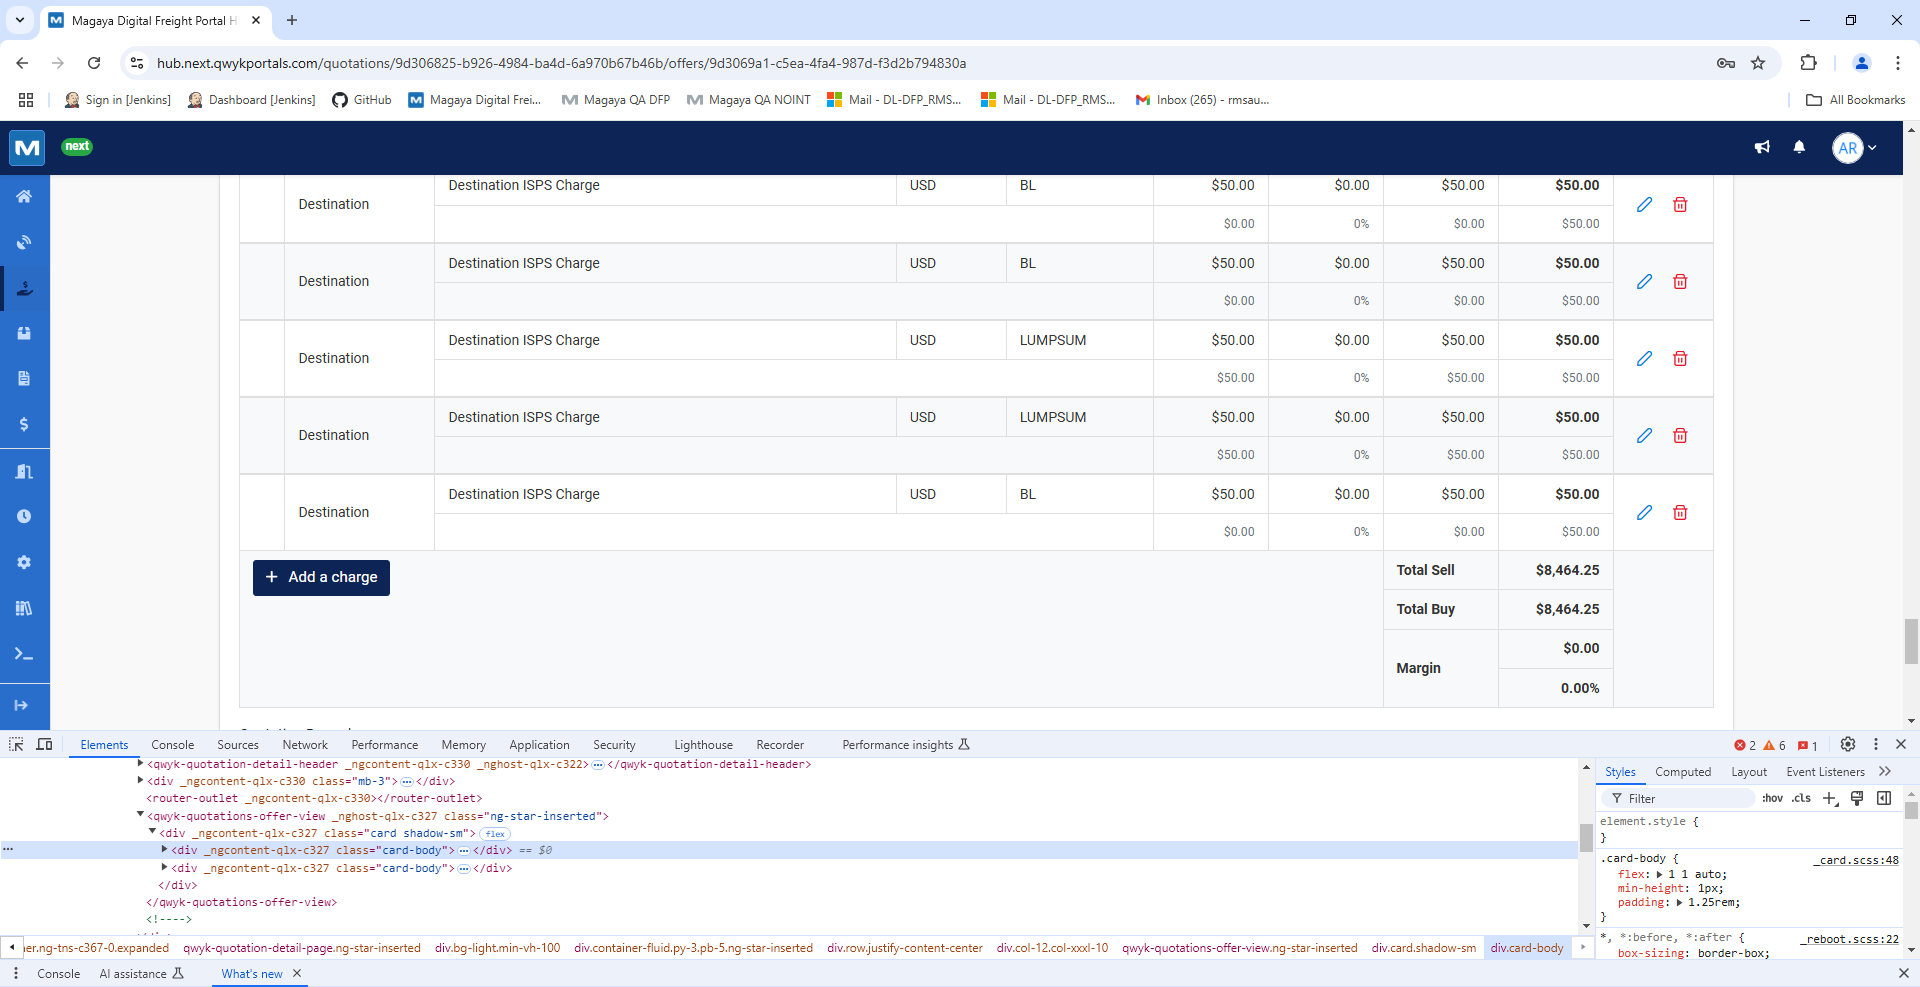 Magaya Digital Freight Portal H
hub.next.qwykportals.com/quotations/9d306825-b926-4984-ba4d-6a970b67b46b/offers/9d3069a1-c5ea-4fa4-987d-f3d2b794830a
Sign in [Jenkins] Dashboard [Jenkins] GitHub Magaya Digital Frei... Magaya QA DFP Magaya QA NOINT Mail - DL-DFP_RMS... Mail - DL-DFP_RMS... Inbox (265) - rmsau... All Bookmarks
next AR
Destination Destination ISPS Charge USD BL $50.00 $0.00 $50.00 $50.00
$0.00 0% $0.00 $50.00
Destination Destination ISPS Charge USD BL $50.00 $0.00 $50.00 $50.00
$0.00 0% $0.00 $50.00
Destination Destination ISPS Charge USD LUMPSUM $50.00 $0.00 $50.00 $50.00
$50.00 0% $50.00 $50.00
Destination Destination ISPS Charge USD LUMPSUM $50.00 $0.00 $50.00 $50.00
$50.00 0% $50.00 $50.00
Destination Destination ISPS Charge USD BL $50.00 $0.00 $50.00 $50.00
$0.00 0% $0.00 $50.00
+ Add a charge
Total Sell $8,464.25
Total Buy $8,464.25
Margin $0.00
0.00%
Elements Console Sources Network Performance Memory Application Security Lighthouse Recorder Performance insights 2 6 1
<qwyk-quotation-detail-header _ngcontent-qlx-c330 _nghost-qlx-c322>…</qwyk-quotation-detail-header>
<div _ngcontent-qlx-c330 class="mb-3">…</div>
<router-outlet _ngcontent-qlx-c330></router-outlet>
<qwyk-quotations-offer-view _nghost-qlx-c327 class="ng-star-inserted">
<div _ngcontent-qlx-c327 class="card shadow-sm"> flex
<div _ngcontent-qlx-c327 class="card-body">…</div> == $0
<div _ngcontent-qlx-c327 class="card-body">…</div>
</div>
</qwyk-quotations-offer-view>
<!---->
Styles Computed Layout Event Listeners
Filter :hov .cls
element.style {
}
.card-body { _card.scss:48
flex: 1 1 auto;
min-height: 1px;
padding: 1.25rem;
}
*, *:before, *:after { _reboot.scss:22
box-sizing: border-box;
ner.ng-tns-c367-0.expanded qwyk-quotation-detail-page.ng-star-inserted div.bg-light.min-vh-100 div.container-fluid.py-3.pb-5.ng-star-inserted div.row.justify-content-center div.col-12.col-xxxl-10 qwyk-quotations-offer-view.ng-star-inserted div.card.shadow-sm div.card-body
Console AI assistance What's new